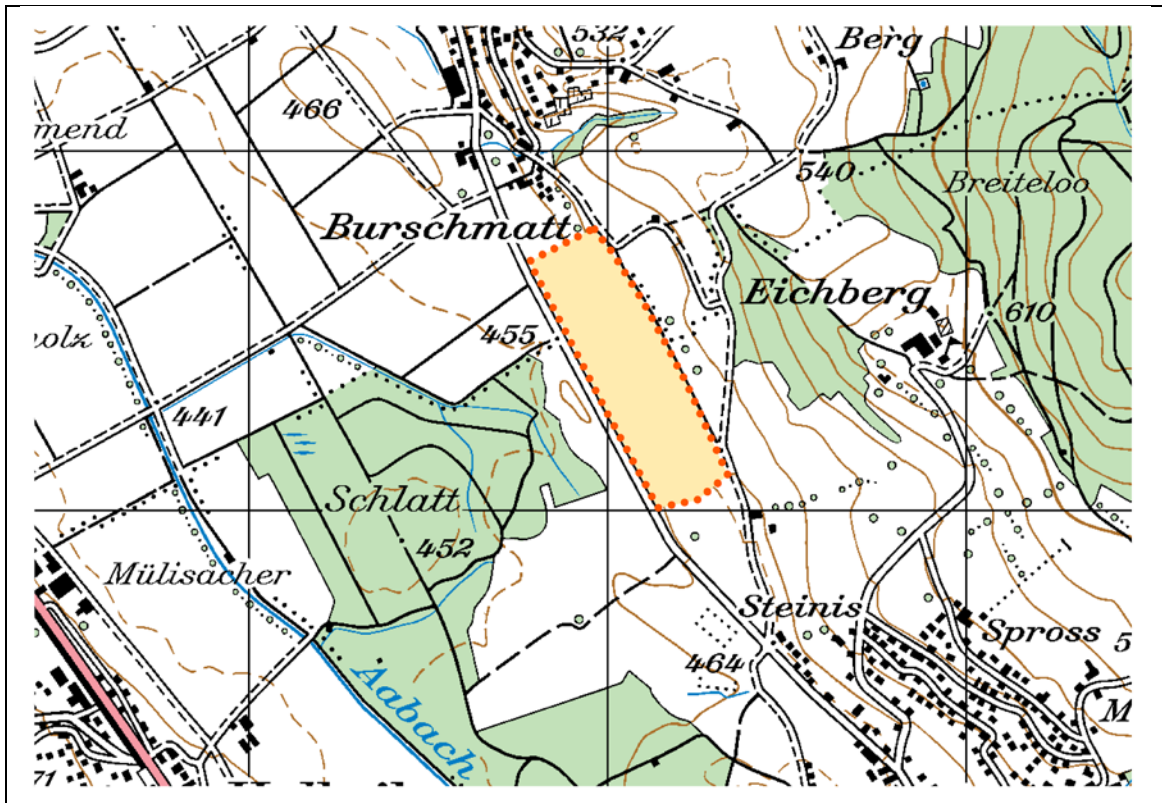 532
Berg
466
mend
540
Breiteloo
Burschmatt
Eichberg
610
olz
455
441
Schlatt
452
Mülisacher
Steinis
Spross
5
464
Aabach
M
71